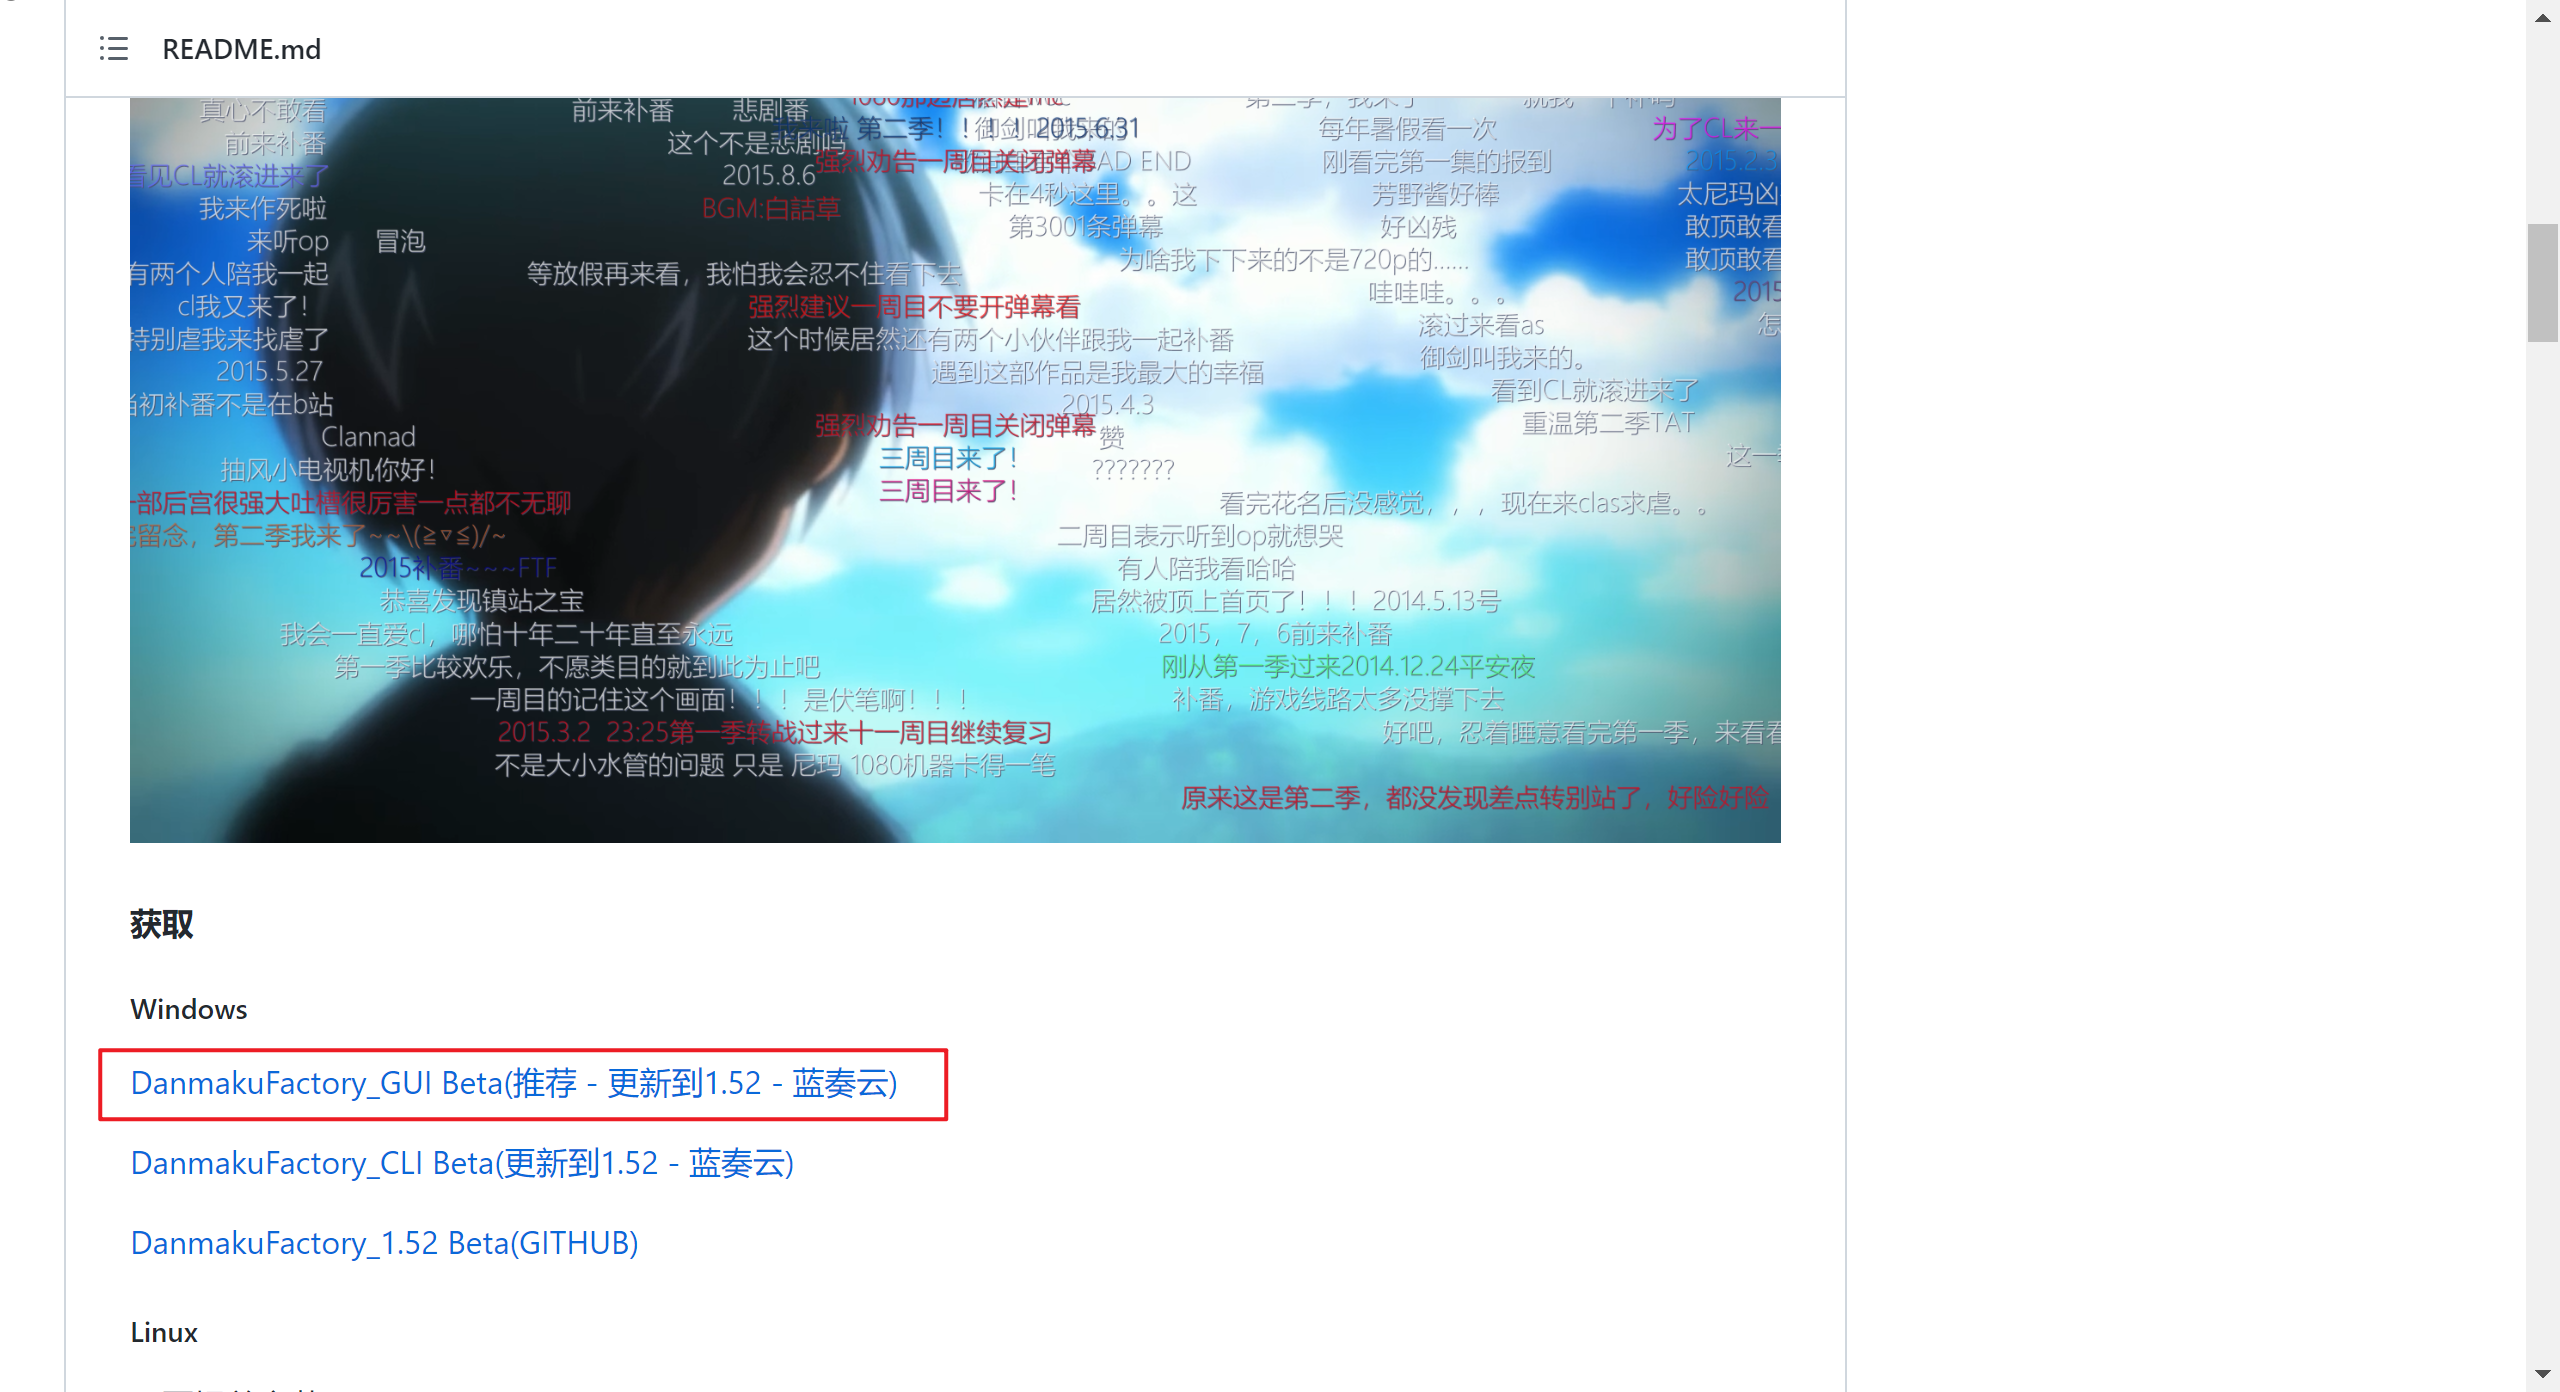 README.md
真心不敢看
前来补番
悲剧番
第二季！！！！2015.6.31
每年暑假看一次
为了CL来一
前来补番
这个不是悲剧吗
强烈劝告一周目关闭弹幕
AD END
刚看完第一集的报到
2015.2.3
看见CL就滚进来了
2015.8.6
卡在4秒这里。。这
芳野酱好棒
太尼玛凶
我来作死啦
BGM:白詰草
第3001条弹幕
好凶残
敢顶敢看
来听op
冒泡
为啥我下下来的不是720p的......
敢顶敢看
有两个人陪我一起
等放假再来看，我怕我会忍不住看下去
哇哇哇。。。
2015
cl我又来了！
强烈建议一周目不要开弹幕看
滚过来看as
特别虐我来找虐了
这个时候居然还有两个小伙伴跟我一起补番
御剑叫我来的。
2015.5.27
遇到这部作品是我最大的幸福
看到CL就滚进来了
当初补番不是在b站
2015.4.3
重温第二季TAT
Clannad
强烈劝告一周目关闭弹幕
赞
抽风小电视机你好！
三周目来了！
???????
这一
一部后宫很强大吐槽很厉害一点都不无聊
三周目来了！
看完花名后没感觉，，，现在来clas求虐。。
留念，第二季我来了~~\(≧▽≦)/~
二周目表示听到op就想哭
2015补番~~~FTF
有人陪我看哈哈
恭喜发现镇站之宝
居然被顶上首页了！！！2014.5.13号
我会一直爱cl，哪怕十年二十年直至永远
2015，7，6前来补番
第一季比较欢乐，不愿类目的就到此为止吧
刚从第一季过来2014.12.24平安夜
一周目的记住这个画面！！！是伏笔啊！！！
补番，游戏线路太多没撑下去
2015.3.2 23:25第一季转战过来十一周目继续复习
好吧，忍着睡意看完第一季，来看看
不是大小水管的问题 只是 尼玛 1080机器卡得一笔
原来这是第二季，都没发现差点转别站了，好险好险
获取
Windows
DanmakuFactory_GUI Beta(推荐 - 更新到1.52 - 蓝奏云)
DanmakuFactory_CLI Beta(更新到1.52 - 蓝奏云)
DanmakuFactory_1.52 Beta(GITHUB)
Linux